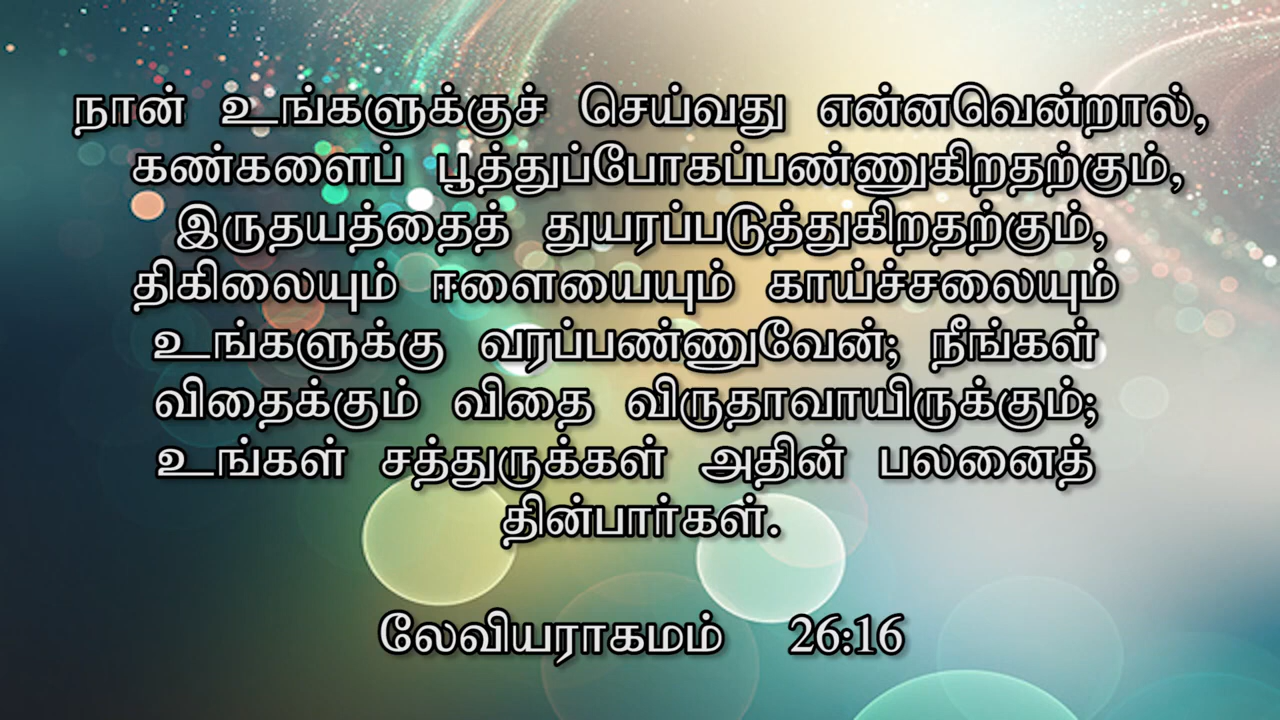 நான் உங்களுக்குச் செய்வது என்னவென்றால்,
கண்களைப் பூத்துப்போகப்பண்ணுகிறதற்கும்,
இருதயத்தைத் துயரப்படுத்துகிறதற்கும்,
திகிலையும் ஈளையையும் காய்ச்சலையும்
உங்களுக்கு வரப்பண்ணுவேன்; நீங்கள்
விதைக்கும் விதை விருதாவாயிருக்கும்;
உங்கள் சத்துருக்கள் அதின் பலனைத்
தின்பார்கள்.
லேவியராகமம் 26:16